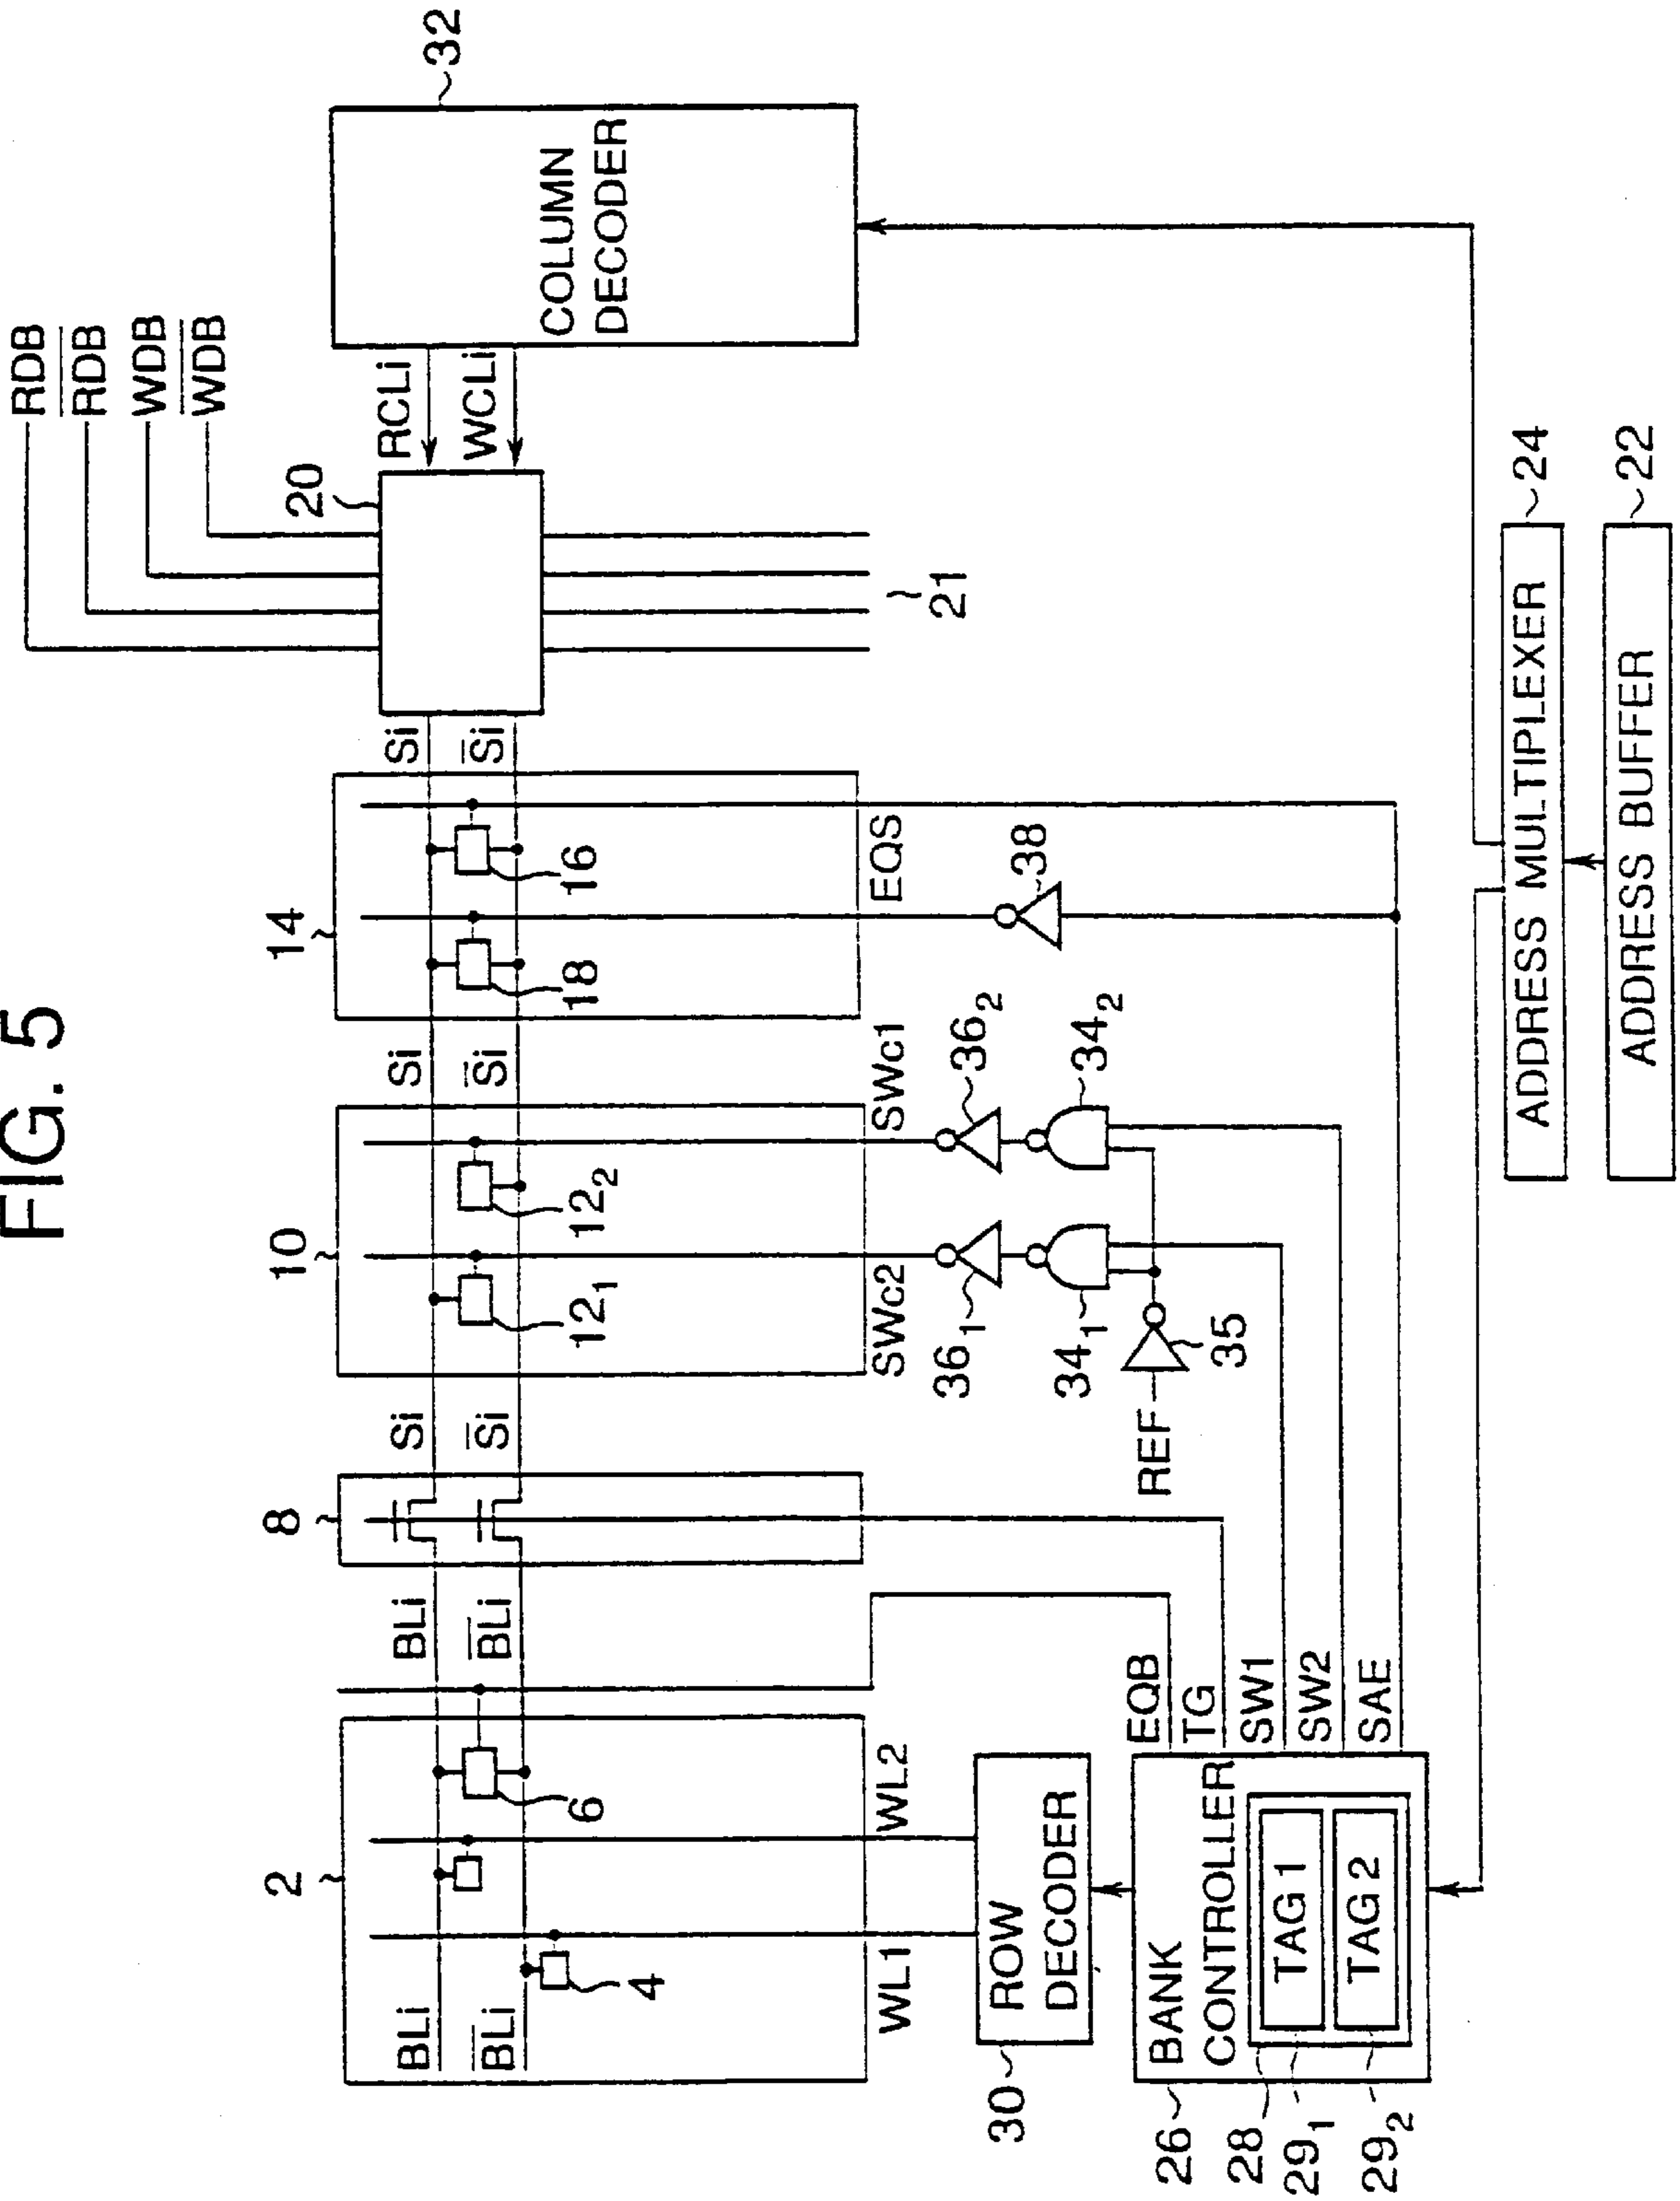 FIG. 5
RDB
R̅D̅B̅
WDB
W̅D̅B̅
32
20
RCLi
WCLi
COLUMN
DECODER
21
2
BLi
B̅L̅i
4
6
WL1
WL2
BLi
B̅L̅i
8
Si
S̅i
10
12₁
12₂
SWc2
SWc1
Si
S̅i
14
18
16
EQS
Si
S̅i
36₁
36₂
34₁
34₂
35
REF
38
30
ROW
DECODER
EQB
TG
SW1
SW2
SAE
26
BANK
CONTROLLER
28
29₁
29₂
TAG 1
TAG 2
ADDRESS MULTIPLEXER
24
ADDRESS BUFFER
22